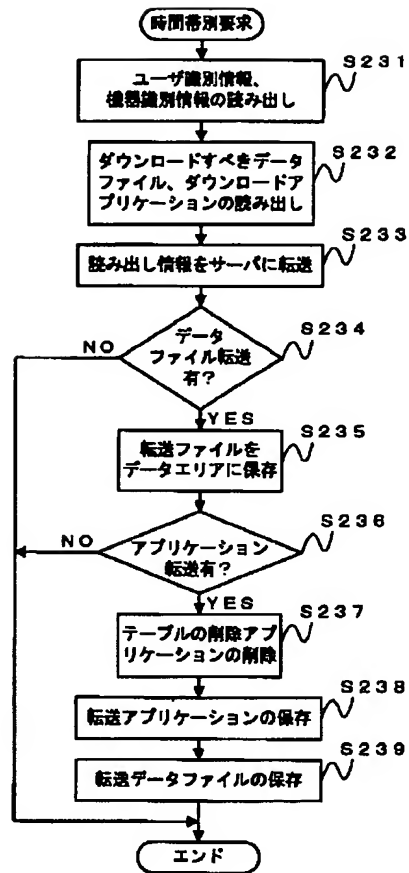 時間帯別要求
S231
ユーザ識別情報、
機器識別情報の読み出し
S232
ダウンロードすべきデータ
ファイル、ダウンロードア
プリケーションの読み出し
S233
読み出し情報をサーバに転送
S234
データ
ファイル転送
有?
NO
YES
S235
転送ファイルを
データエリアに保存
S236
アプリケーション
転送有?
NO
YES
S237
テーブルの削除アプ
リケーションの削除
S238
転送アプリケーションの保存
S239
転送データファイルの保存
エンド